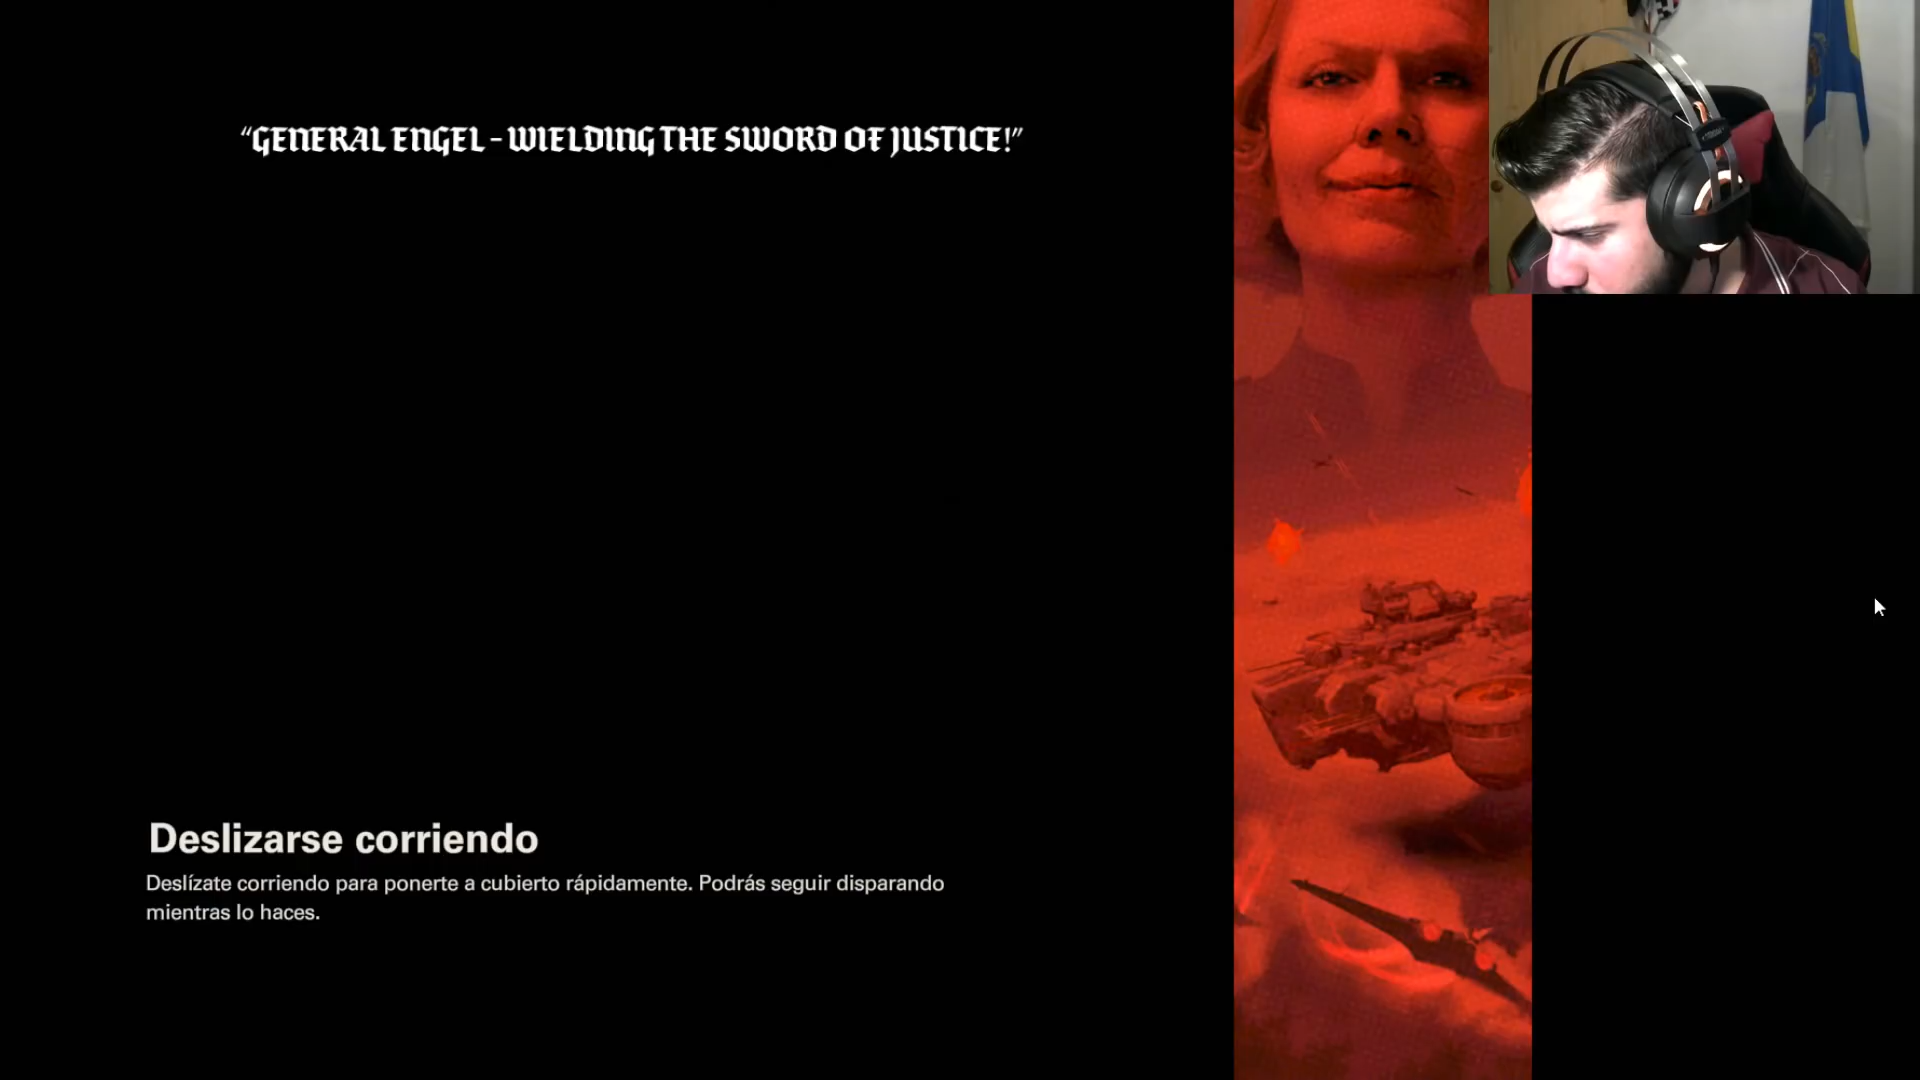 “GENERAL ENGEL – WIELDING THE SWORD OF JUSTICE!”
Deslizarse corriendo
Deslízate corriendo para ponerte a cubierto rápidamente. Podrás seguir disparando
mientras lo haces.